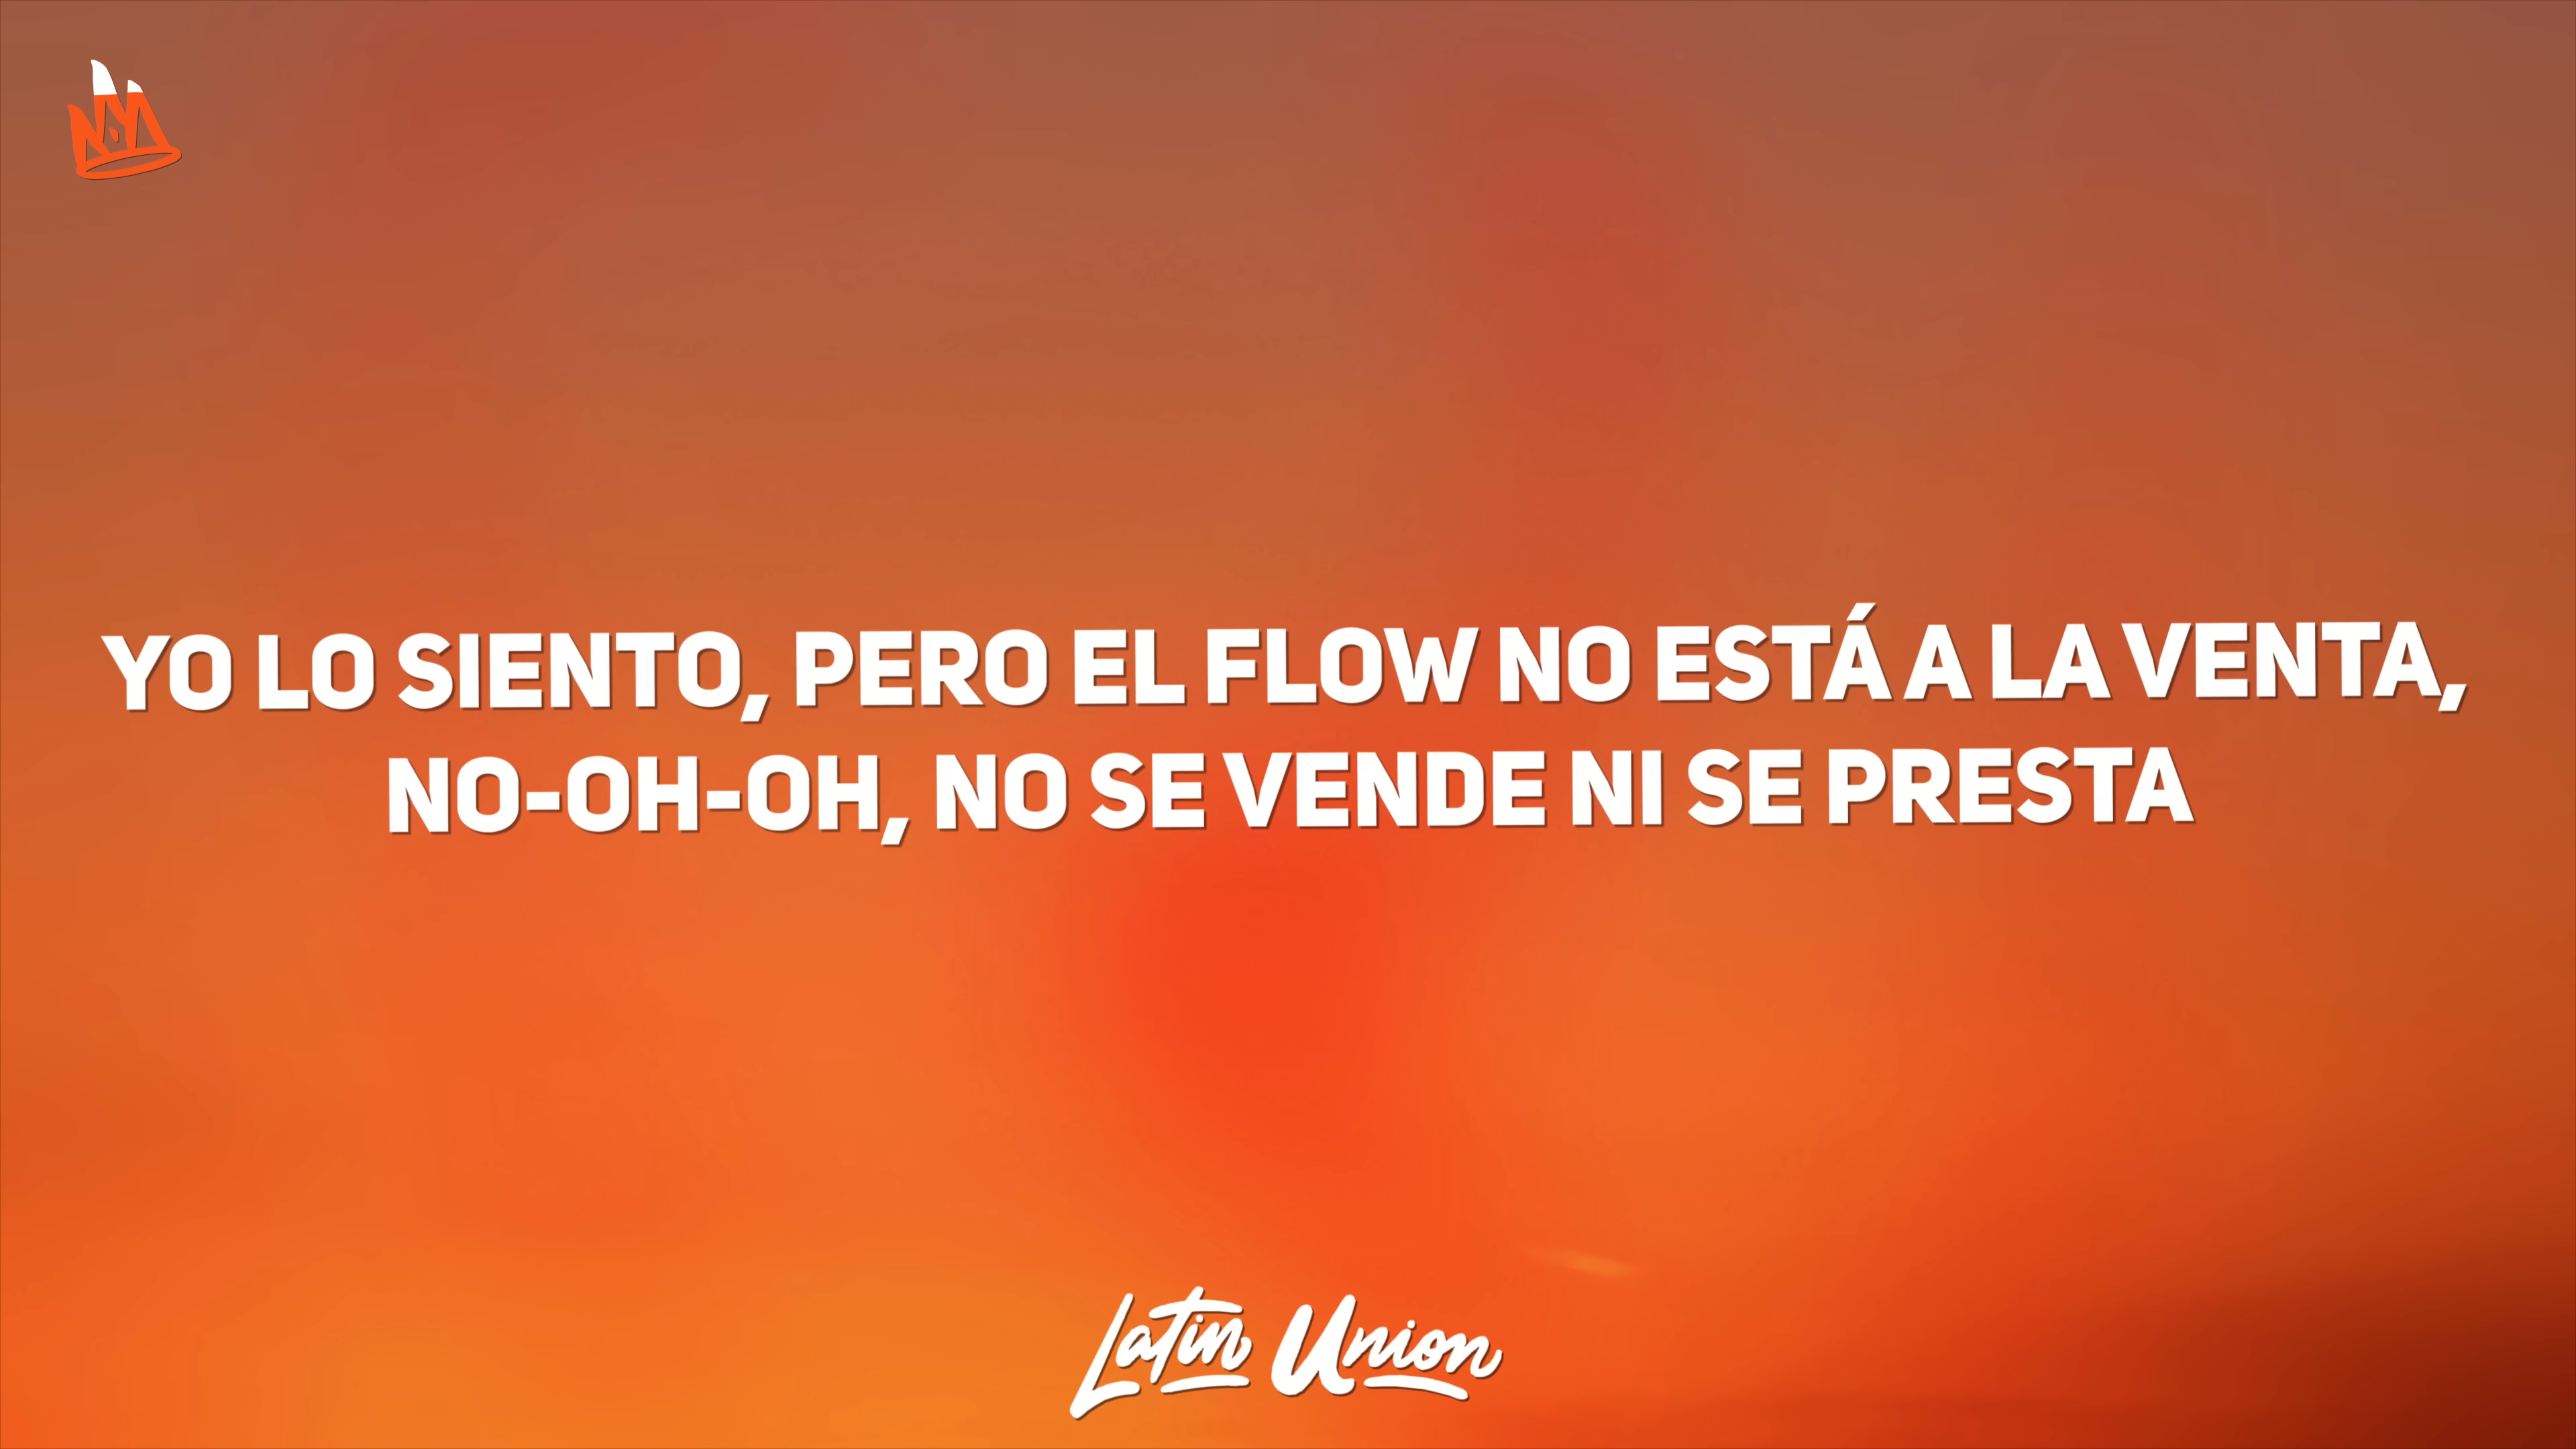 YO LO SIENTO, PERO EL FLOW NO ESTÁ A LA VENTA,
NO-OH-OH, NO SE VENDE NI SE PRESTA
Latin Union